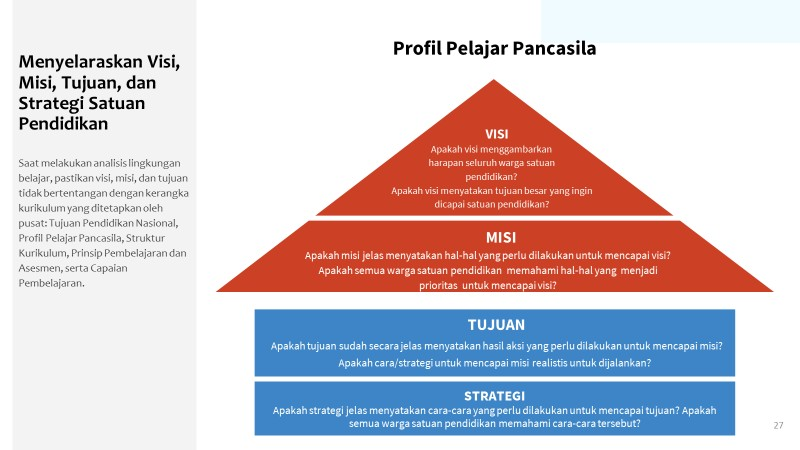 Menyelaraskan Visi,
Misi, Tujuan, dan
Strategi Satuan
Pendidikan
Saat melakukan analisis lingkungan
belajar, pastikan visi, misi, dan tujuan
tidak bertentangan dengan kerangka
kurikulum yang ditetapkan oleh
pusat: Tujuan Pendidikan Nasional,
Profil Pelajar Pancasila, Struktur
Kurikulum, Prinsip Pembelajaran dan
Asesmen, serta Capaian
Pembelajaran.
Profil Pelajar Pancasila
VISI
Apakah visi menggambarkan
harapan seluruh warga satuan
pendidikan?
Apakah visi menyatakan tujuan besar yang ingin
dicapai satuan pendidikan?
MISI
Apakah misi jelas menyatakan hal-hal yang perlu dilakukan untuk mencapai visi?
Apakah semua warga satuan pendidikan memahami hal-hal yang menjadi
prioritas untuk mencapai visi?
TUJUAN
Apakah tujuan sudah secara jelas menyatakan hasil aksi yang perlu dilakukan untuk mencapai misi?
Apakah cara/strategi untuk mencapai misi realistis untuk dijalankan?
STRATEGI
Apakah strategi jelas menyatakan cara-cara yang perlu dilakukan untuk mencapai tujuan? Apakah
semua warga satuan pendidikan memahami cara-cara tersebut?
27